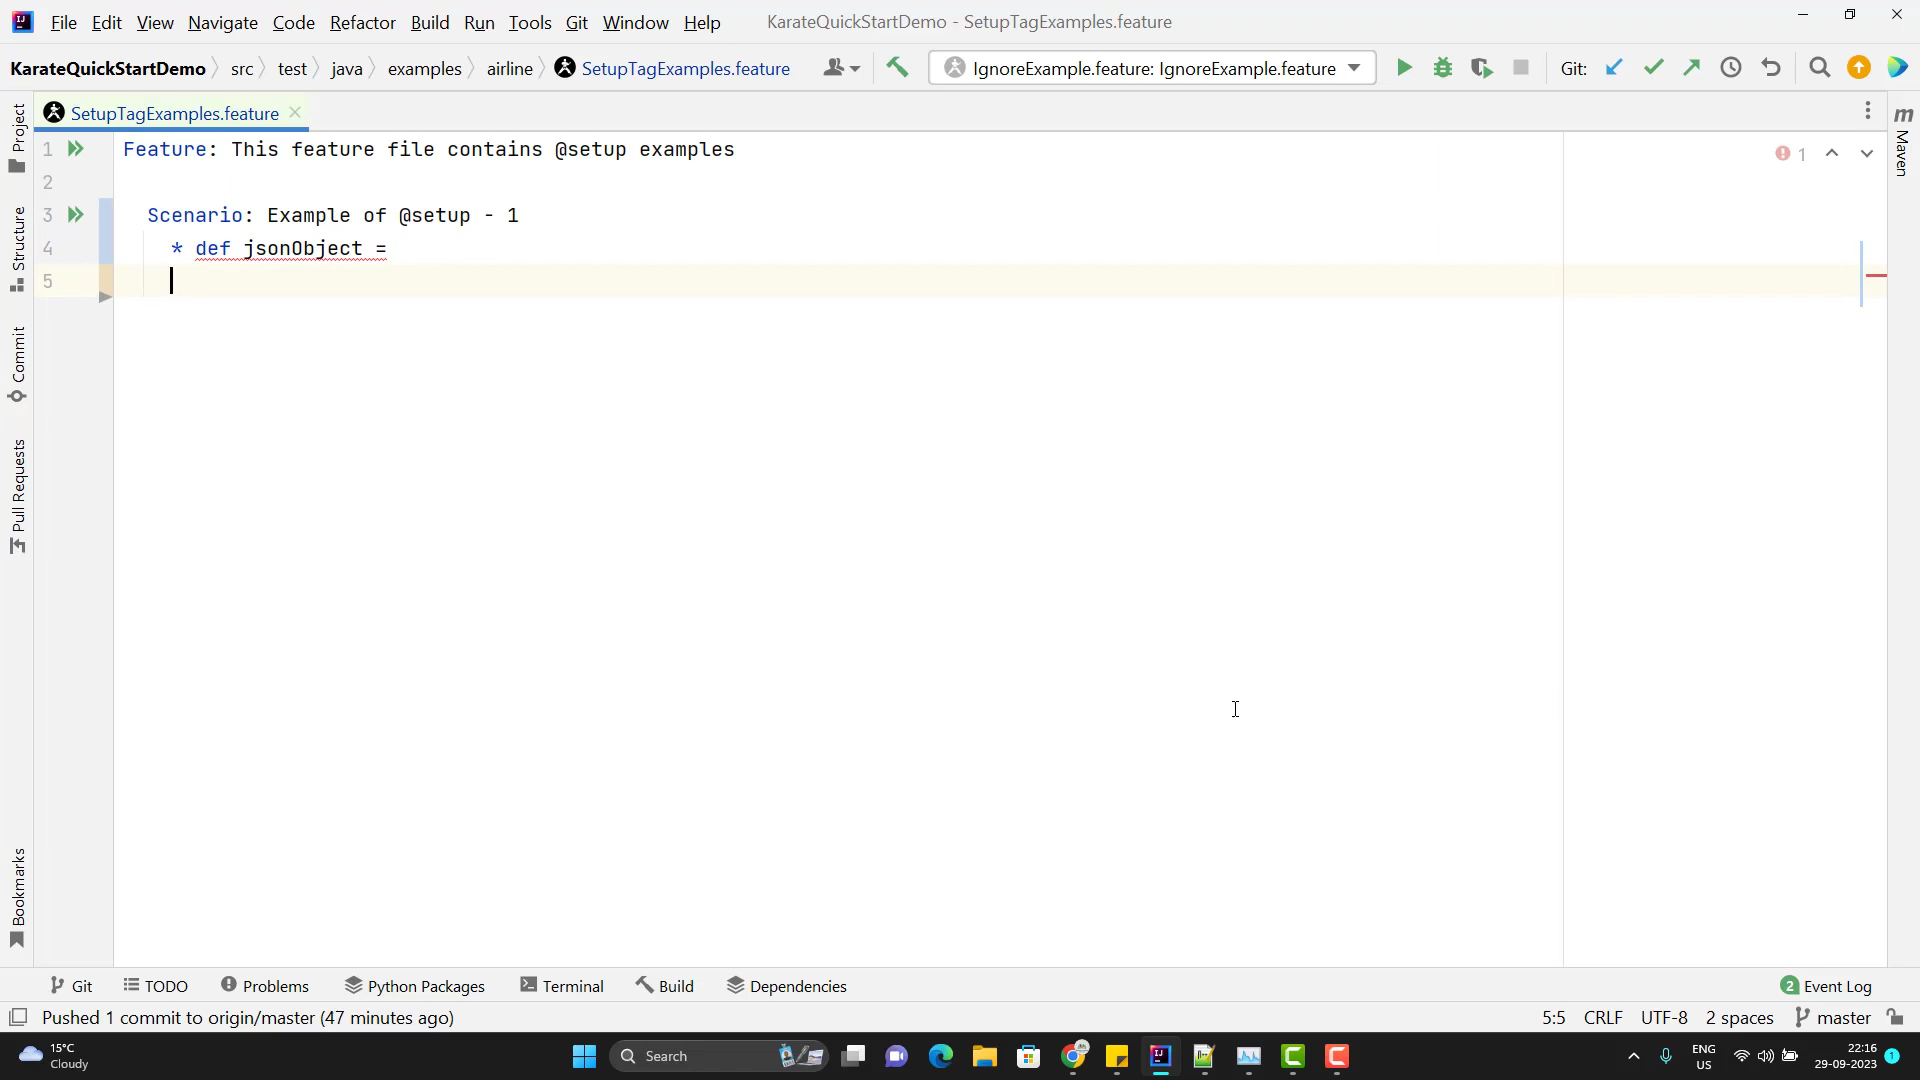 File Edit View Navigate Code Refactor Build Run Tools Git Window Help KarateQuickStartDemo - SetupTagExamples.feature
KarateQuickStartDemo src test java examples airline SetupTagExamples.feature IgnoreExample.feature: IgnoreExample.feature Git:
SetupTagExamples.feature
1 Feature: This feature file contains @setup examples
2
3 Scenario: Example of @setup - 1
4 * def jsonObject =
5
1
Project
Structure
Commit
Pull Requests
Bookmarks
m
Maven
Git TODO Problems Python Packages Terminal Build Dependencies 2 Event Log
Pushed 1 commit to origin/master (47 minutes ago) 5:5 CRLF UTF-8 2 spaces master
15°C
Cloudy
Search
ENG
US
22:16
29-09-2023
1